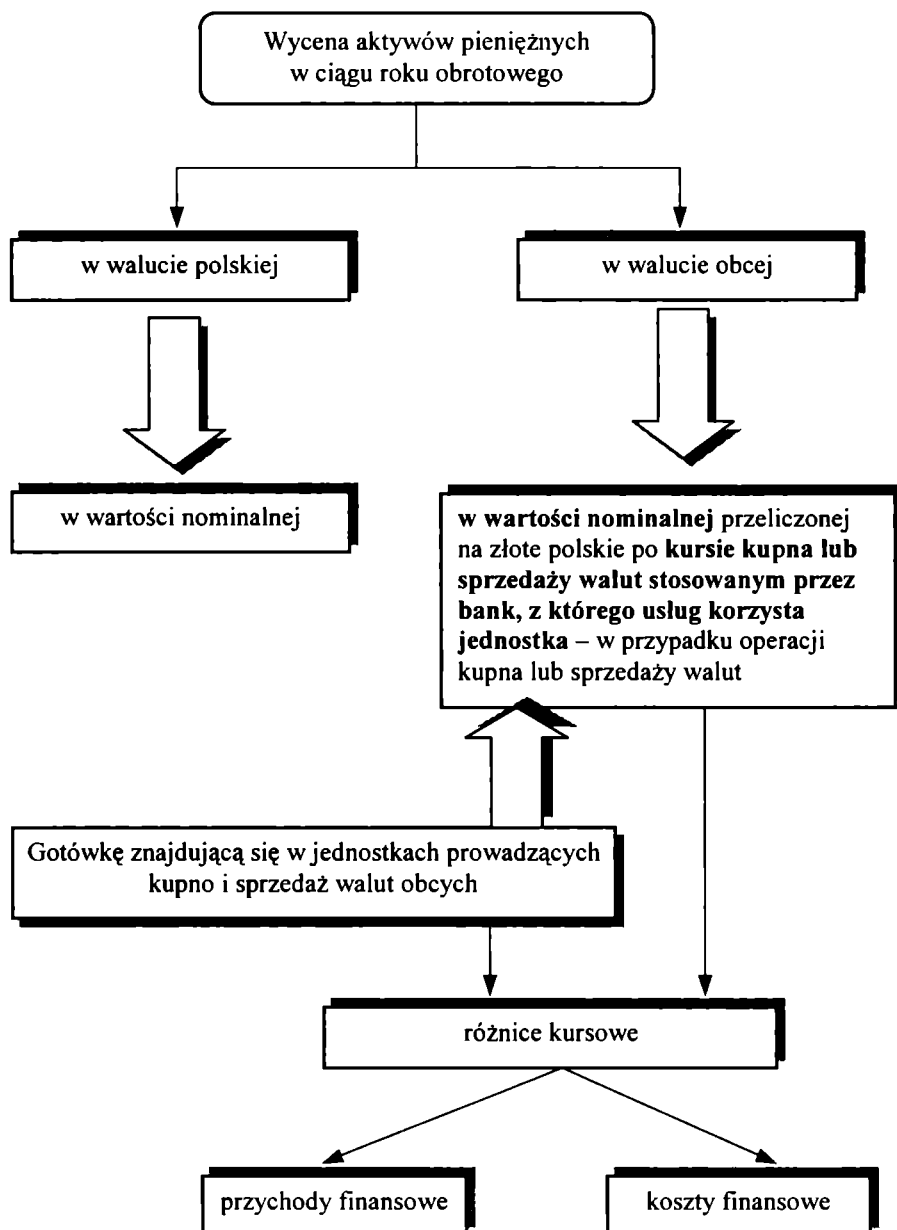 Wycena aktywów pieniężnych
w ciągu roku obrotowego
w walucie polskiej
w walucie obcej
w wartości nominalnej
w wartości nominalnej przeliczonej
na złote polskie po kursie kupna lub
sprzedaży walut stosowanym przez
bank, z którego usług korzysta
jednostka – w przypadku operacji
kupna lub sprzedaży walut
Gotówkę znajdującą się w jednostkach prowadzących
kupno i sprzedaż walut obcych
różnice kursowe
przychody finansowe
koszty finansowe